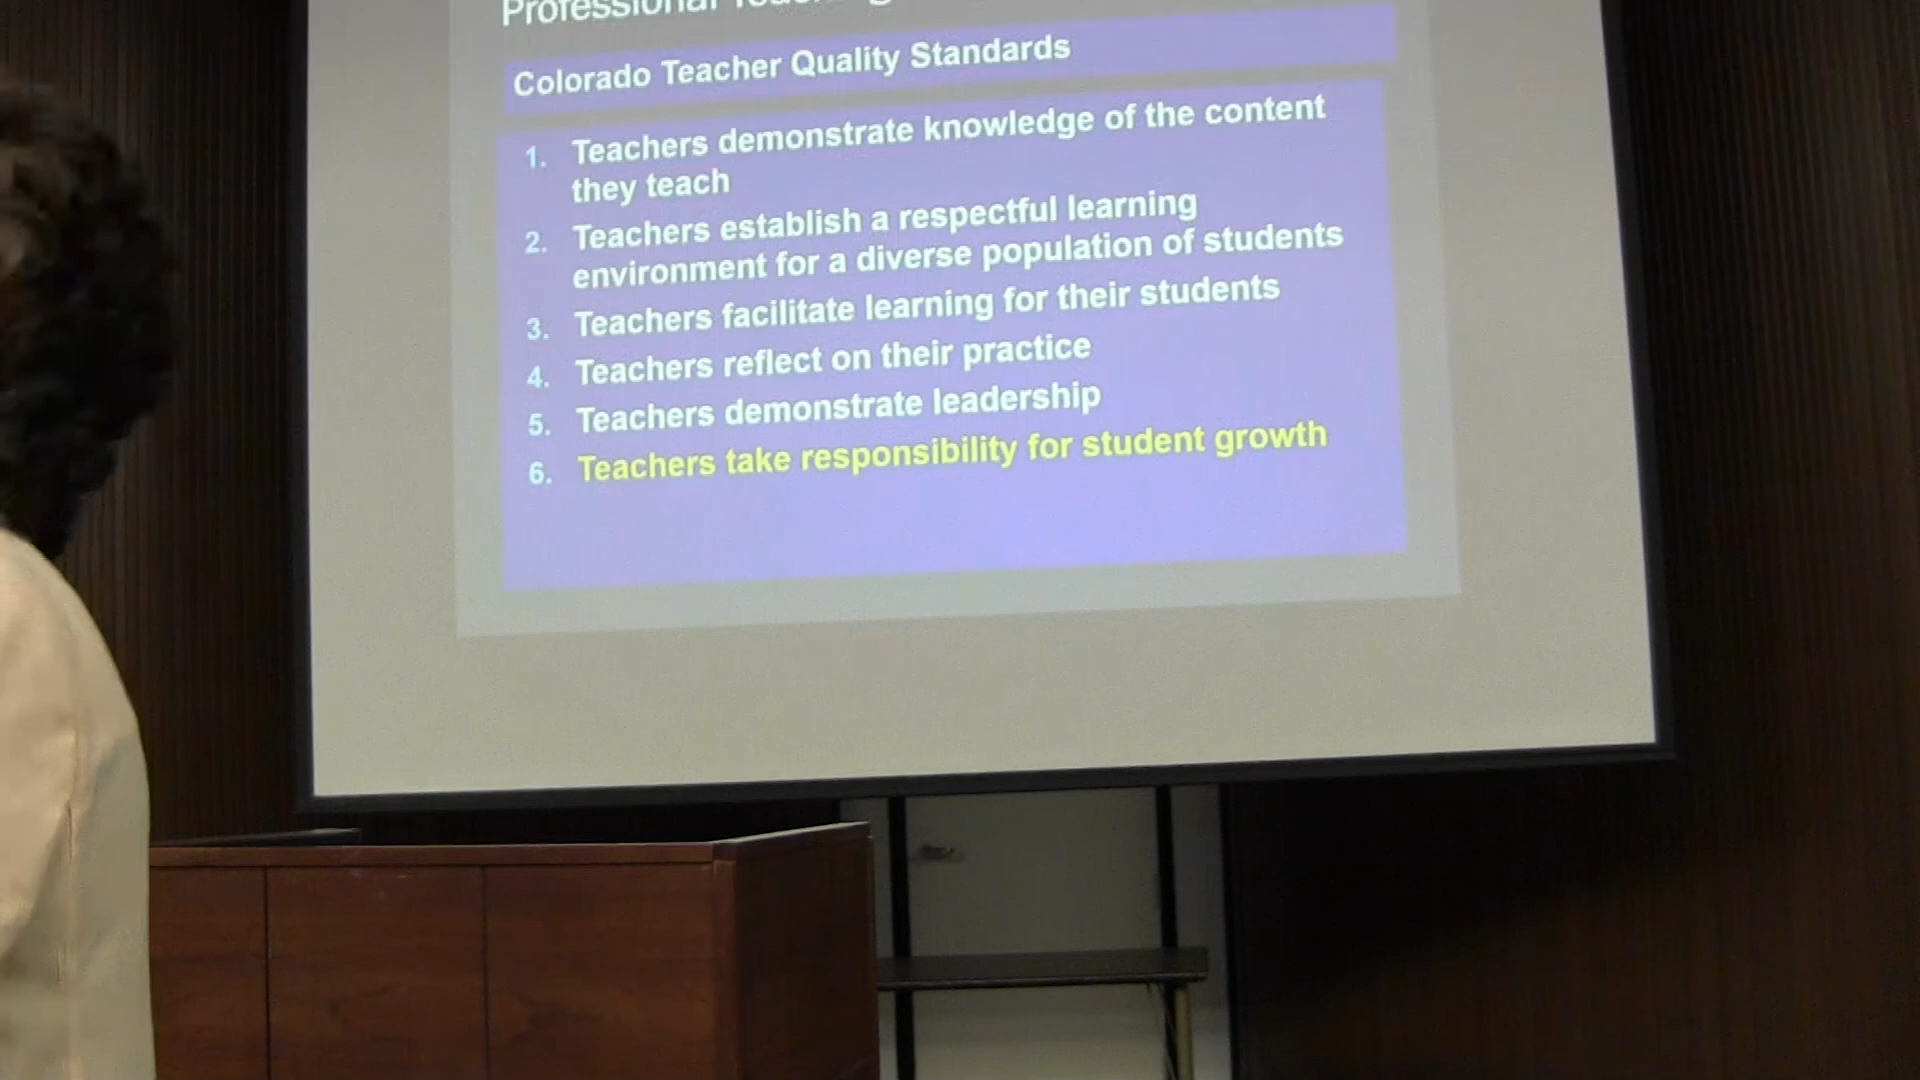 Professional Teaching
Colorado Teacher Quality Standards
1. Teachers demonstrate knowledge of the content
they teach
2. Teachers establish a respectful learning
environment for a diverse population of students
3. Teachers facilitate learning for their students
4. Teachers reflect on their practice
5. Teachers demonstrate leadership
6. Teachers take responsibility for student growth